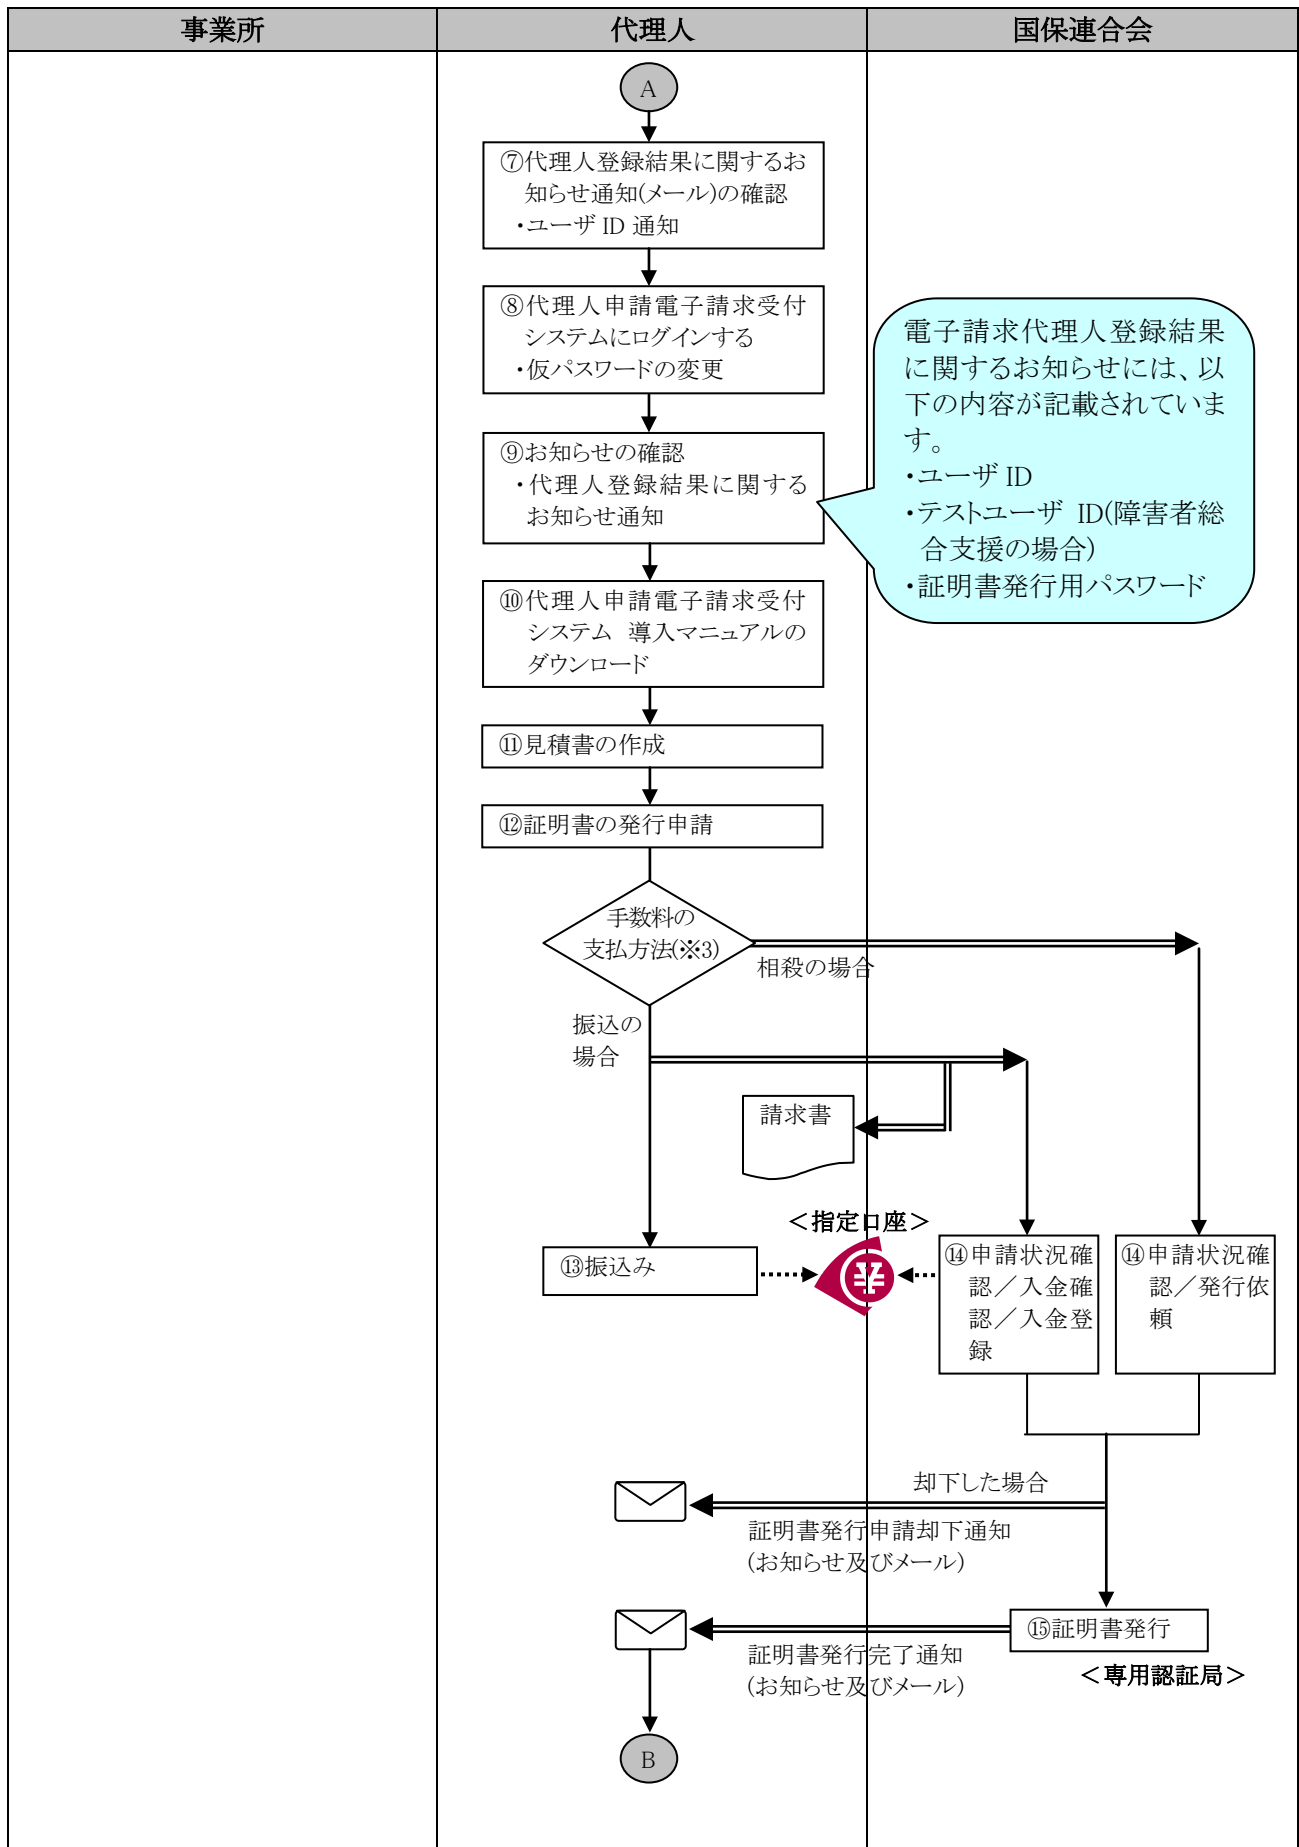 事業所
代理人
国保連合会
A
⑦代理人登録結果に関するお
知らせ通知(メール)の確認
・ユーザ ID 通知
⑧代理人申請電子請求受付
システムにログインする
・仮パスワードの変更
⑨お知らせの確認
・代理人登録結果に関する
お知らせ通知
電子請求代理人登録結果
に関するお知らせには、以
下の内容が記載されていま
す。
・ユーザ ID
・テストユーザ ID(障害者総
合支援の場合)
・証明書発行用パスワード
⑩代理人申請電子請求受付
システム 導入マニュアルの
ダウンロード
⑪見積書の作成
⑫証明書の発行申請
手数料の
支払方法(※3)
相殺の場合
振込の
場合
請求書
＜指定口座＞
⑬振込み
¥
⑭申請状況確
認／入金確
認／入金登
録
⑭申請状況確
認／発行依
頼
却下した場合
証明書発行申請却下通知
(お知らせ及びメール)
⑮証明書発行
証明書発行完了通知
(お知らせ及びメール)
＜専用認証局＞
B